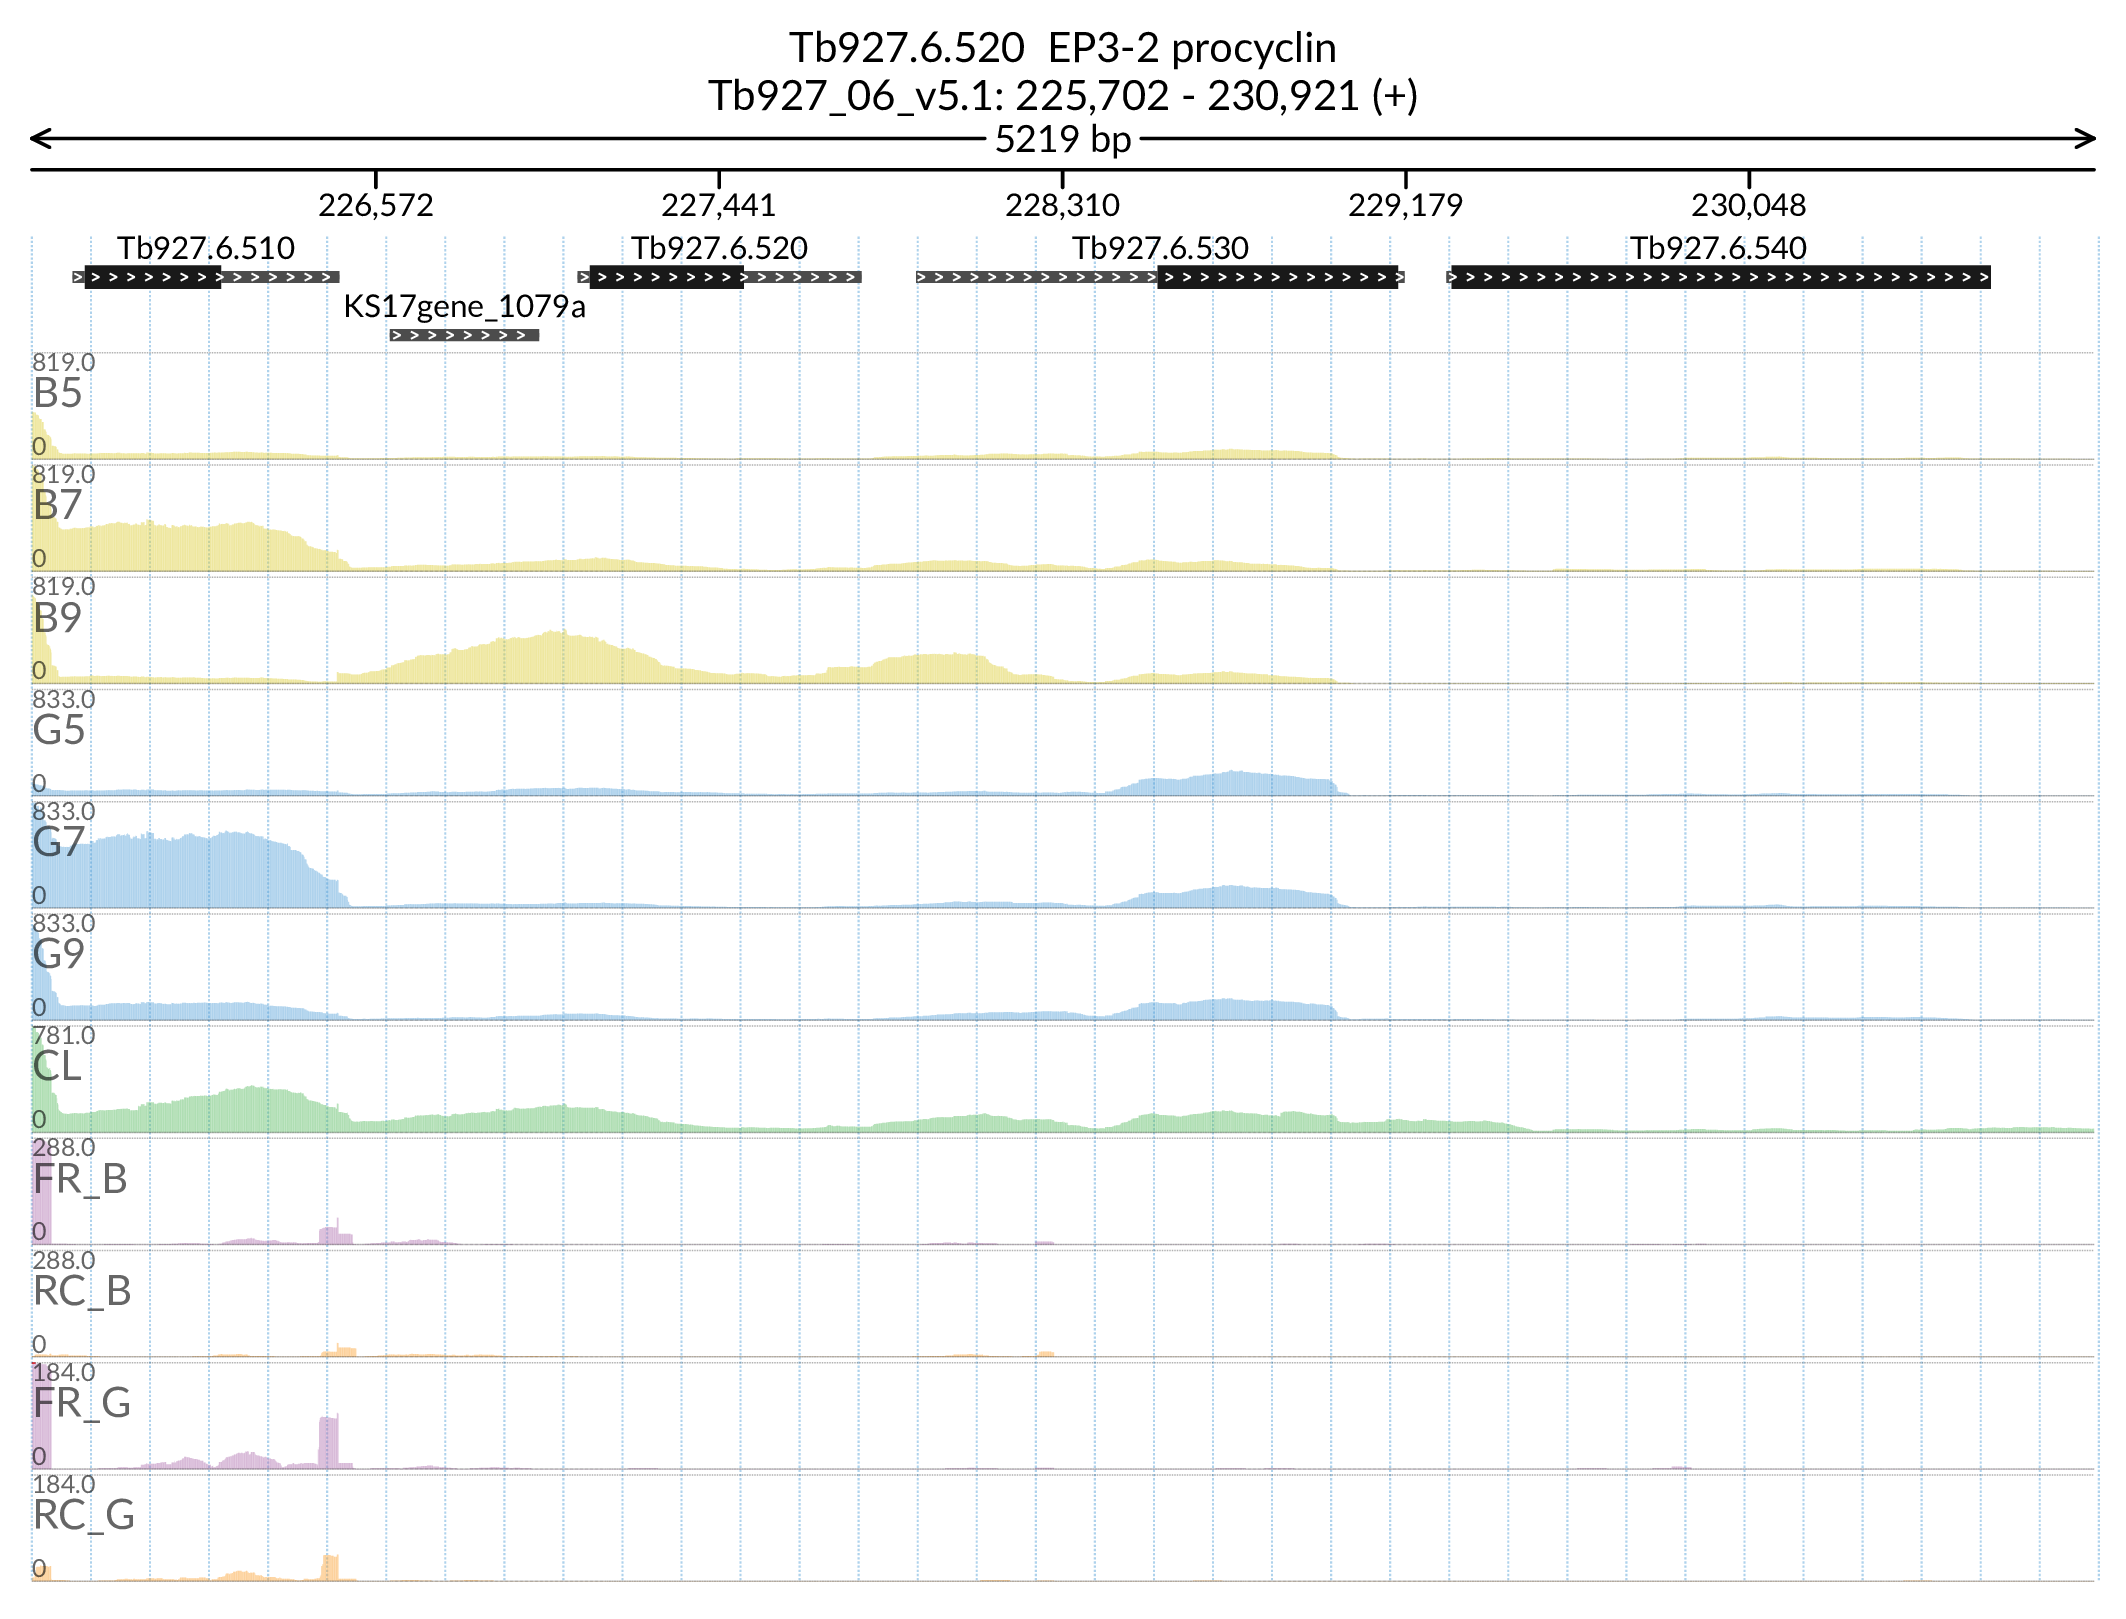 Tb927.6.520  EP3-2 procyclin
Tb927_06_v5.1: 225,702 - 230,921 (+)
5219 bp
226,572 227,441 228,310 229,179 230,048
Tb927.6.510 Tb927.6.520 Tb927.6.530 Tb927.6.540
KS17gene_1079a
819.0
B5
0
819.0
B7
0
819.0
B9
0
833.0
G5
0
833.0
G7
0
833.0
G9
0
781.0
CL
0
288.0
FR_B
0
288.0
RC_B
0
184.0
FR_G
0
184.0
RC_G
0